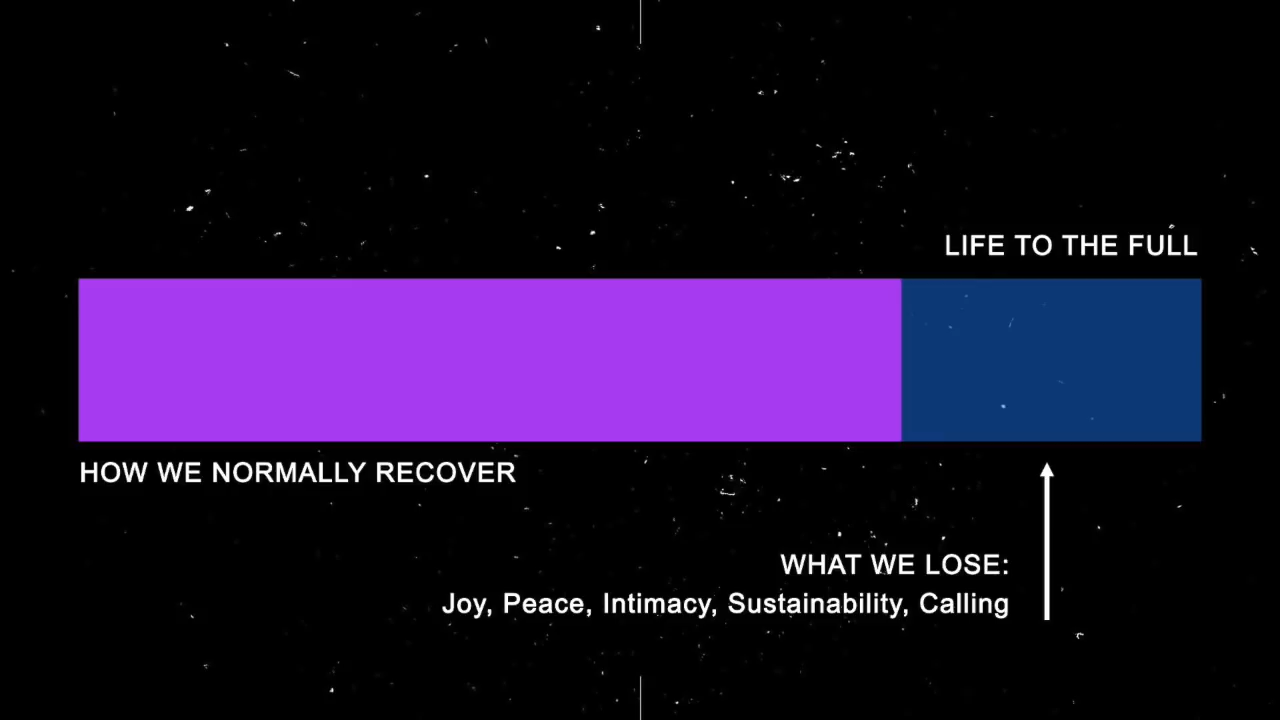 LIFE TO THE FULL
HOW WE NORMALLY RECOVER
WHAT WE LOSE:
Joy, Peace, Intimacy, Sustainability, Calling